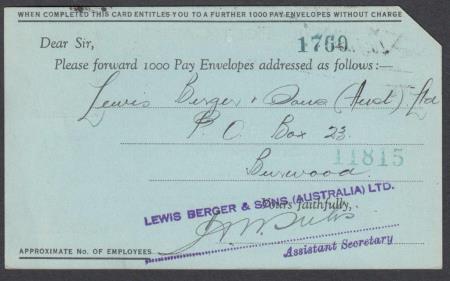 WHEN COMPLETED THIS CARD ENTITLES YOU TO A FURTHER 1000 PAY ENVELOPES WITHOUT CHARGE
Dear Sir,
1760
Please forward 1000 Pay Envelopes addressed as follows:—
Lewis Berger & Sons (Aust) Ltd
P. O. Box 23
11815
Burwood.
Yours faithfully,
LEWIS BERGER & SONS (AUSTRALIA) LTD.
Assistant Secretary
APPROXIMATE NO. OF EMPLOYEES